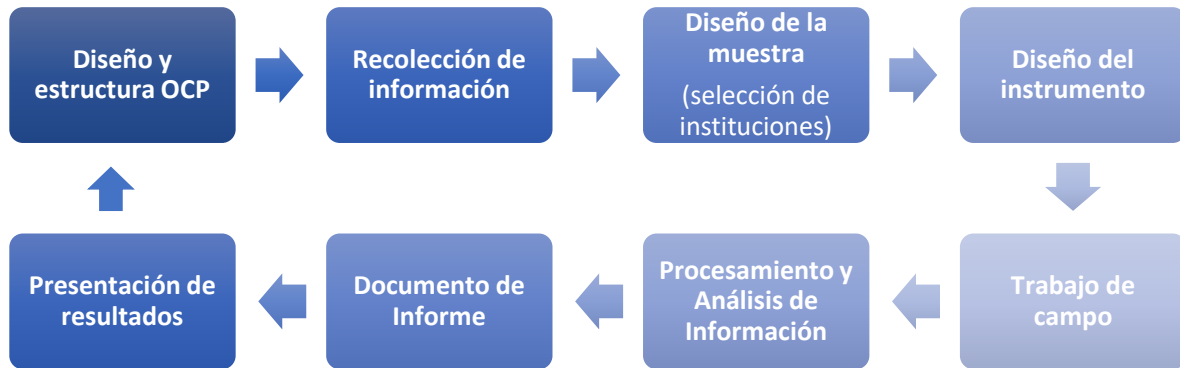 Diseño y
estructura OCP
Recolección de
información
Diseño de la
muestra
(selección de
instituciones)
Diseño del
instrumento
Presentación de
resultados
Documento de
Informe
Procesamiento y
Análisis de
Información
Trabajo de
campo